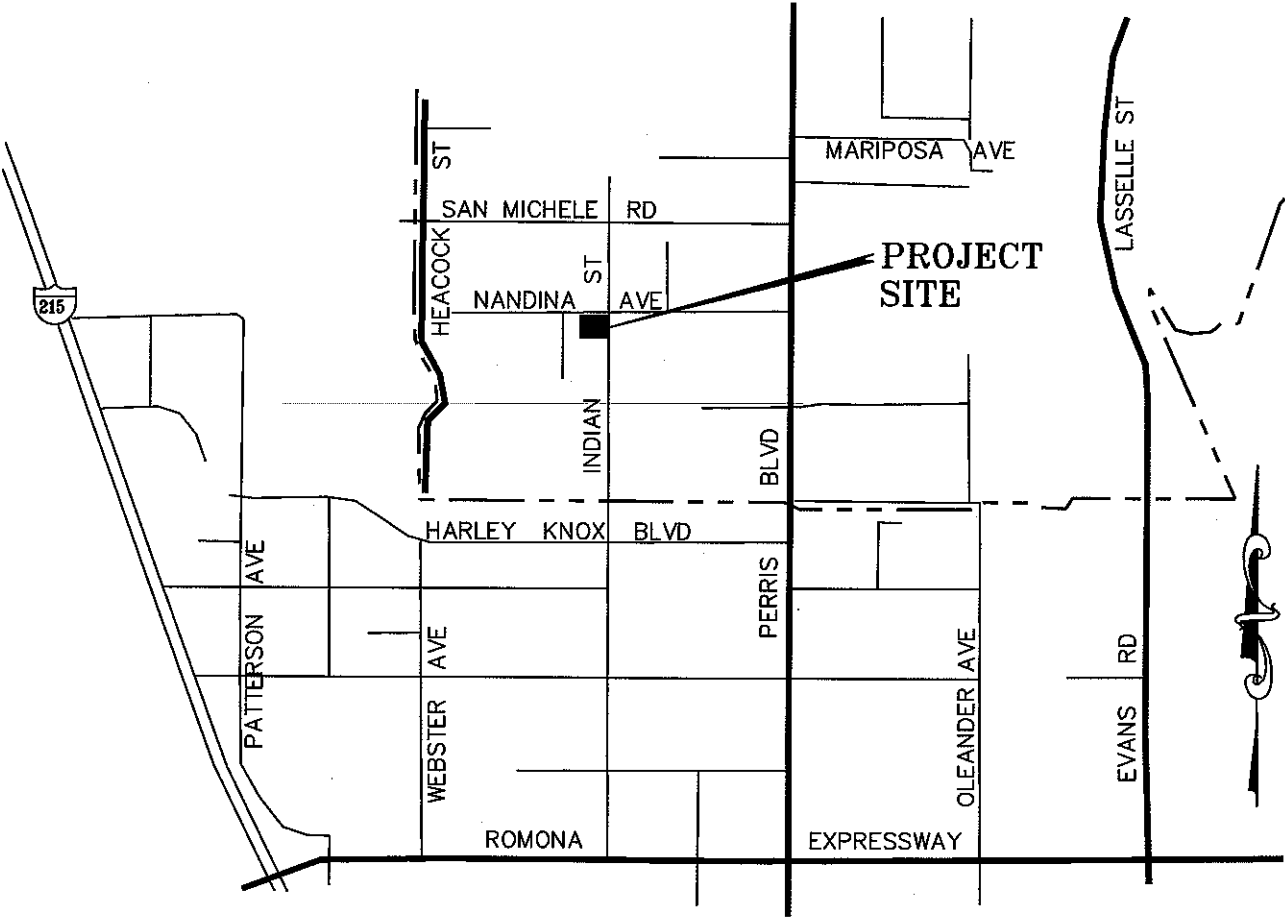 MARIPOSA AVE
LASSELLE ST
HEACOCK ST
SAN MICHELE RD
PROJECT
SITE
215
NANDINA AVE
INDIAN ST
PERRIS BLVD
HARLEY KNOX BLVD
PATTERSON AVE
WEBSTER AVE
OLEANDER AVE
EVANS RD
ROMONA EXPRESSWAY